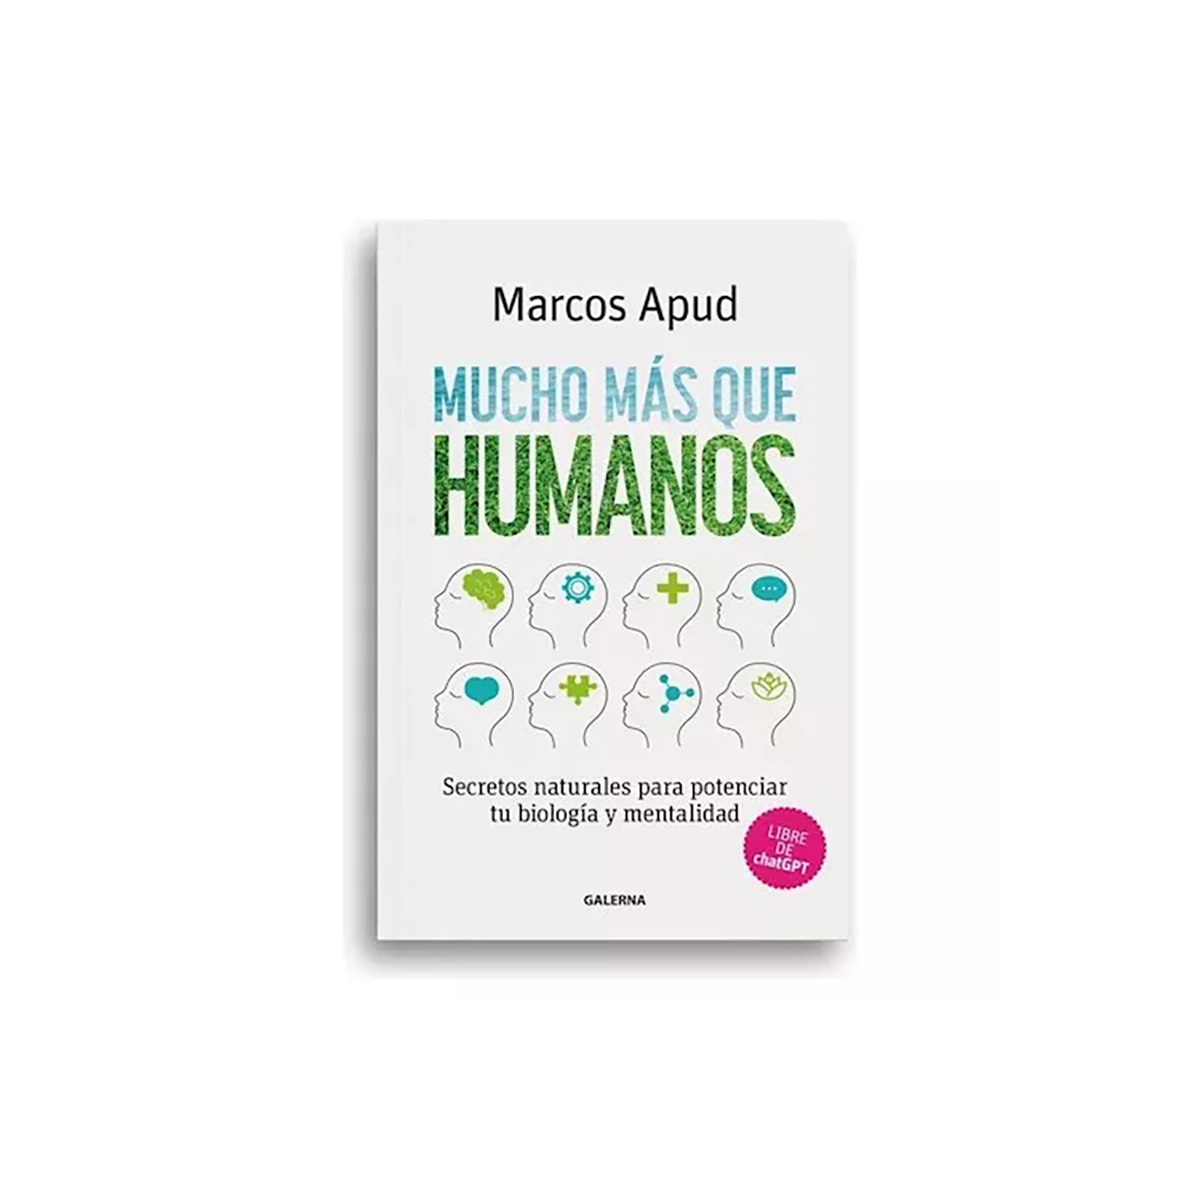 Marcos Apud
MUCHO MÁS QUE
HUMANOS
Secretos naturales para potenciar
tu biología y mentalidad
LIBRE
DE
chatGPT
GALERNA